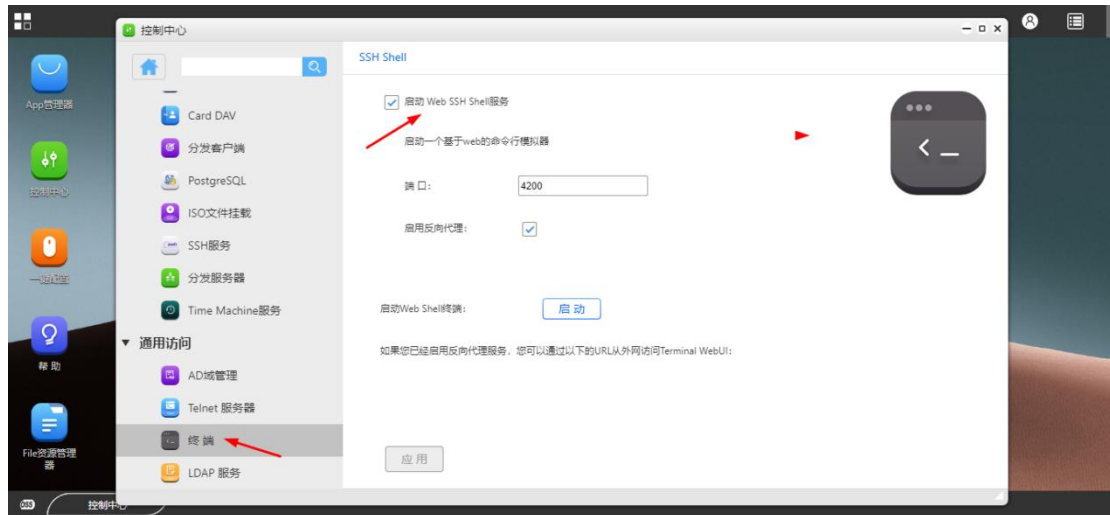 控制中心
App管理器
控制中心
一键配置
帮 助
File资源管理
器
Card DAV
分发客户端
PostgreSQL
ISO文件挂载
SSH服务
分发服务器
Time Machine服务
通用访问
AD域管理
Telnet 服务器
终 端
LDAP 服务
SSH Shell
启动 Web SSH Shell服务
启动一个基于web的命令行模拟器
端 口：
4200
启用反向代理：
启动Web Shell终端：
启 动
如果您已经启用反向代理服务，您可以通过以下的URL从外网访问Terminal WebUI：
应 用
控制中心